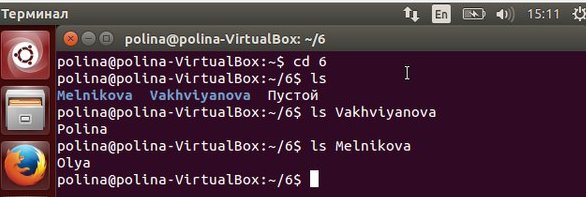 Терминал En 15:11
polina@polina-VirtualBox: ~/6
polina@polina-VirtualBox:~$ cd 6
polina@polina-VirtualBox:~/6$ ls
Melnikova Vakhviyanova Пустой
polina@polina-VirtualBox:~/6$ ls Vakhviyanova
Polina
polina@polina-VirtualBox:~/6$ ls Melnikova
Olya
polina@polina-VirtualBox:~/6$